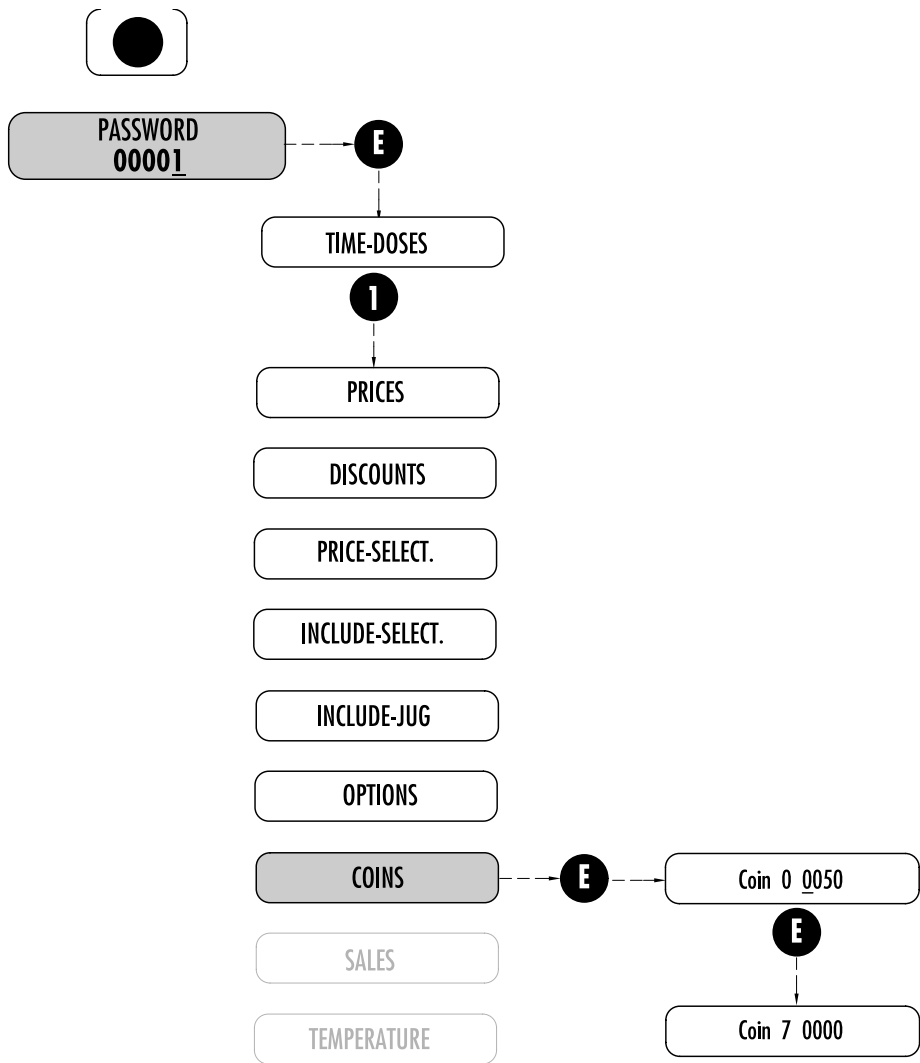 PASSWORD
00001
E
TIME-DOSES
1
PRICES
DISCOUNTS
PRICE-SELECT.
INCLUDE-SELECT.
INCLUDE-JUG
OPTIONS
COINS
E
Coin 0 0050
E
SALES
TEMPERATURE
Coin 7 0000